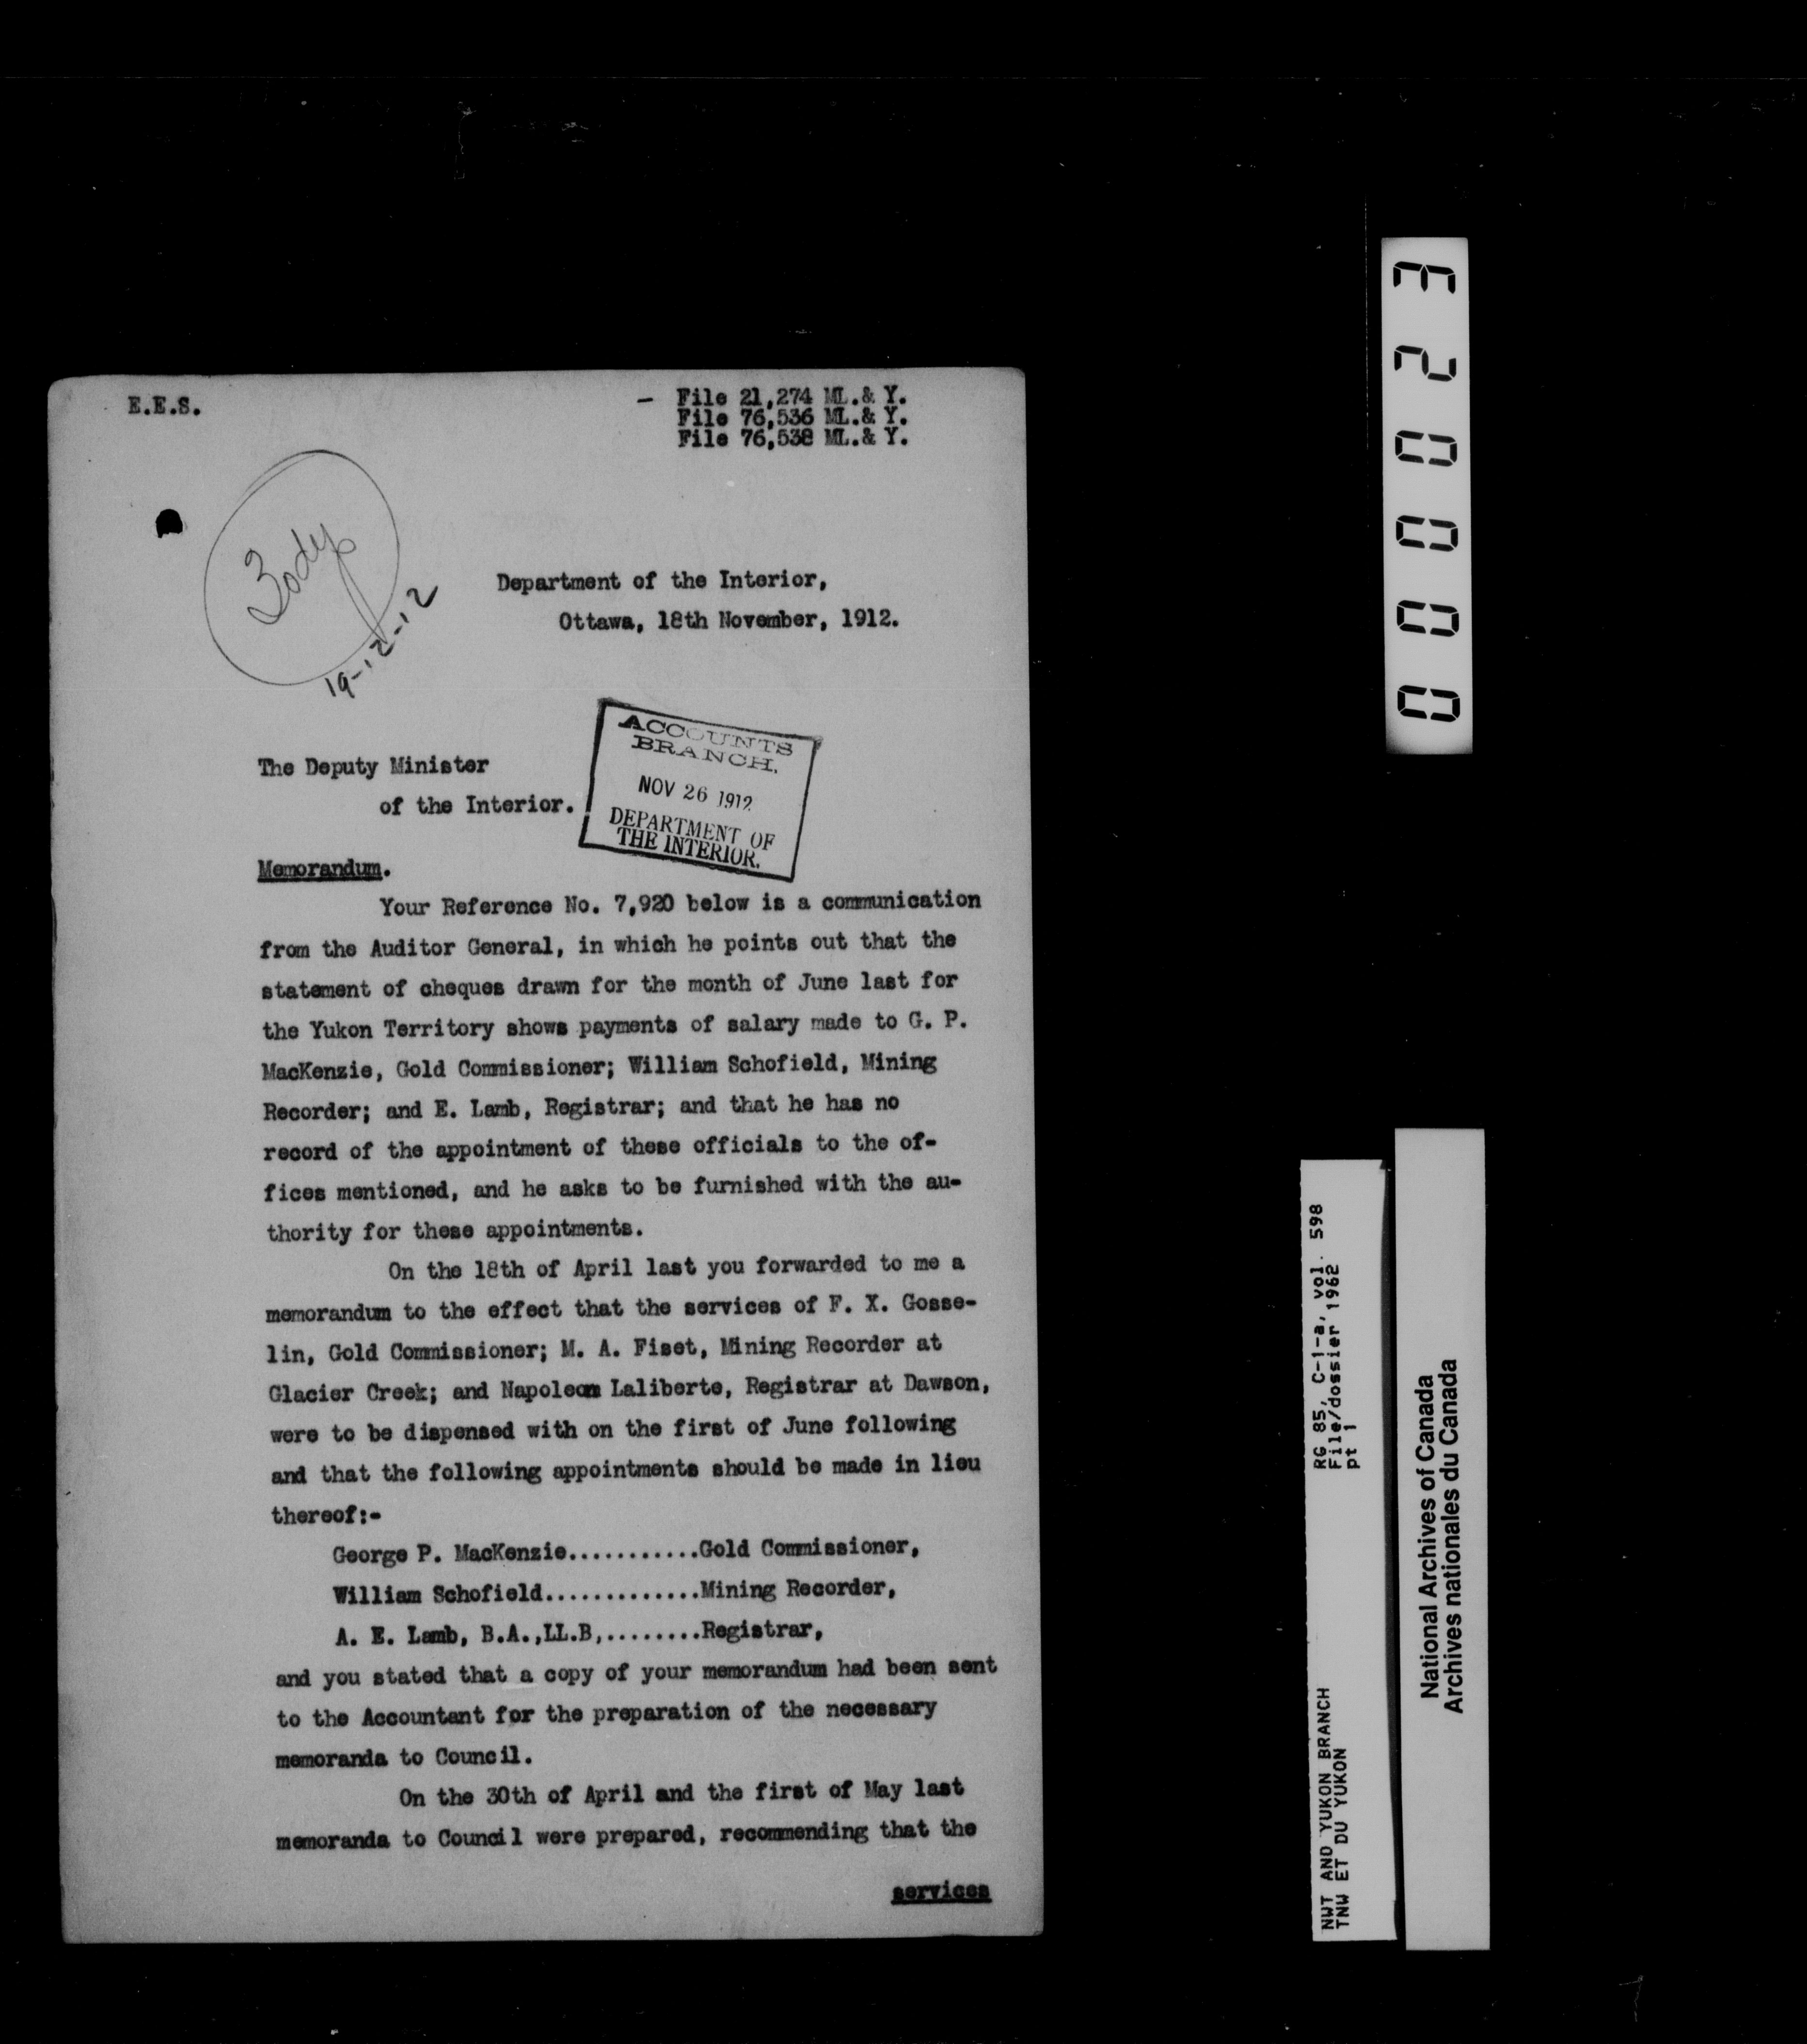 E.E.S.
- File 21,274 ML.& Y.
File 76,536 ML.& Y.
File 76,538 ML.& Y.
Body
19-12-12
Department of the Interior,
Ottawa, 18th November, 1912.
The Deputy Minister
of the Interior.
ACCOUNTS
BRANCH.
NOV 26 1912
DEPARTMENT OF
THE INTERIOR.
Memorandum.
Your Reference No. 7,920 below is a communication
from the Auditor General, in which he points out that the
statement of cheques drawn for the month of June last for
the Yukon Territory shows payments of salary made to G. P.
MacKenzie, Gold Commissioner; William Schofield, Mining
Recorder; and E. Lamb, Registrar; and that he has no
record of the appointment of these officials to the of-
fices mentioned, and he asks to be furnished with the au-
thority for these appointments.
On the 18th of April last you forwarded to me a
memorandum to the effect that the services of F. X. Gosse-
lin, Gold Commissioner; M. A. Fiset, Mining Recorder at
Glacier Creek; and Napoleon Laliberte, Registrar at Dawson,
were to be dispensed with on the first of June following
and that the following appointments should be made in lieu
thereof:-
George P. MacKenzie...........Gold Commissioner,
William Schofield.............Mining Recorder,
A. E. Lamb, B.A.,LL.B,........Registrar,
and you stated that a copy of your memorandum had been sent
to the Accountant for the preparation of the necessary
memoranda to Council.
On the 30th of April and the first of May last
memoranda to Council were prepared, recommending that the
services
000023
RG 85, C-1-a, vol. 598
File/dossier 1962
pt 1
NWT AND YUKON BRANCH
TNW ET DU YUKON
National Archives of Canada
Archives nationales du Canada